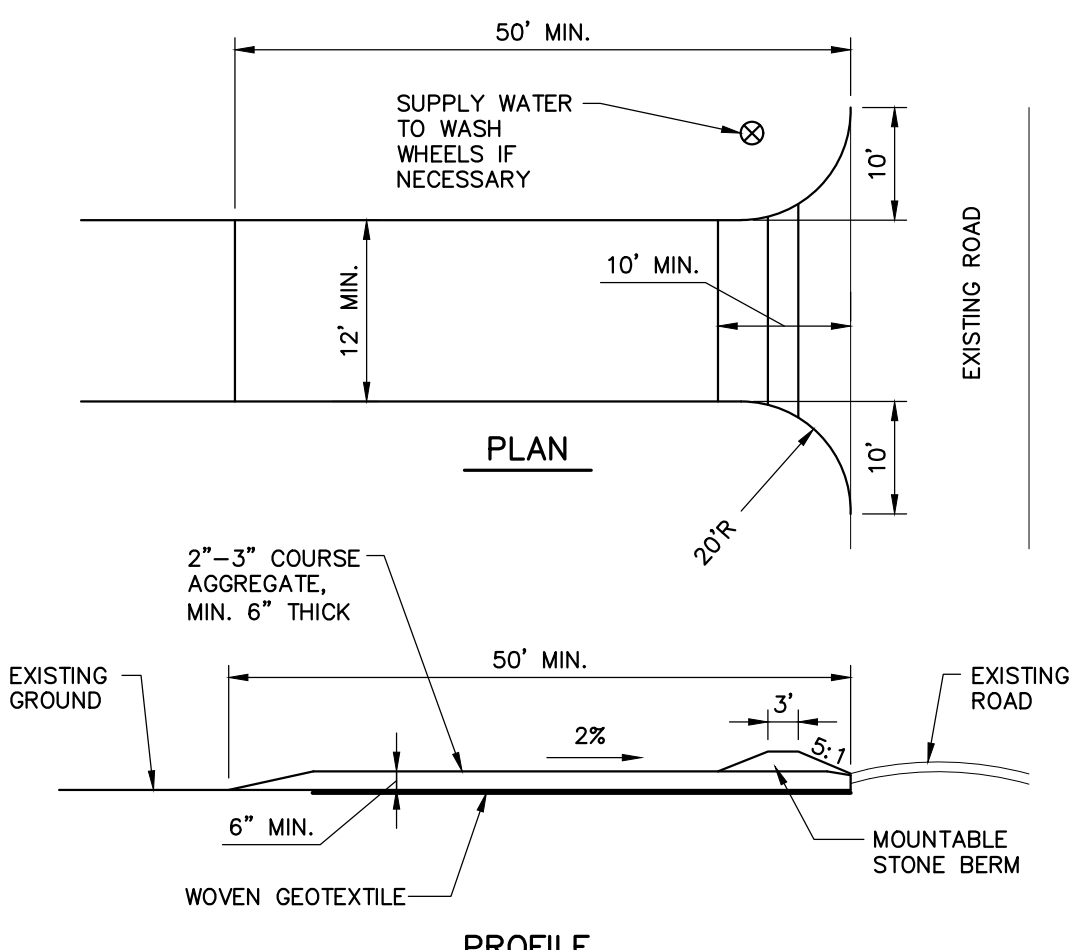 50' MIN.
SUPPLY WATER
TO WASH
WHEELS IF
NECESSARY
10'
12' MIN.
10' MIN.
EXISTING ROAD
PLAN
10'
20'R
2"-3" COURSE
AGGREGATE,
MIN. 6" THICK
50' MIN.
EXISTING
GROUND
EXISTING
ROAD
3'
2%
5:1
6" MIN.
MOUNTABLE
STONE BERM
WOVEN GEOTEXTILE
PROFILE